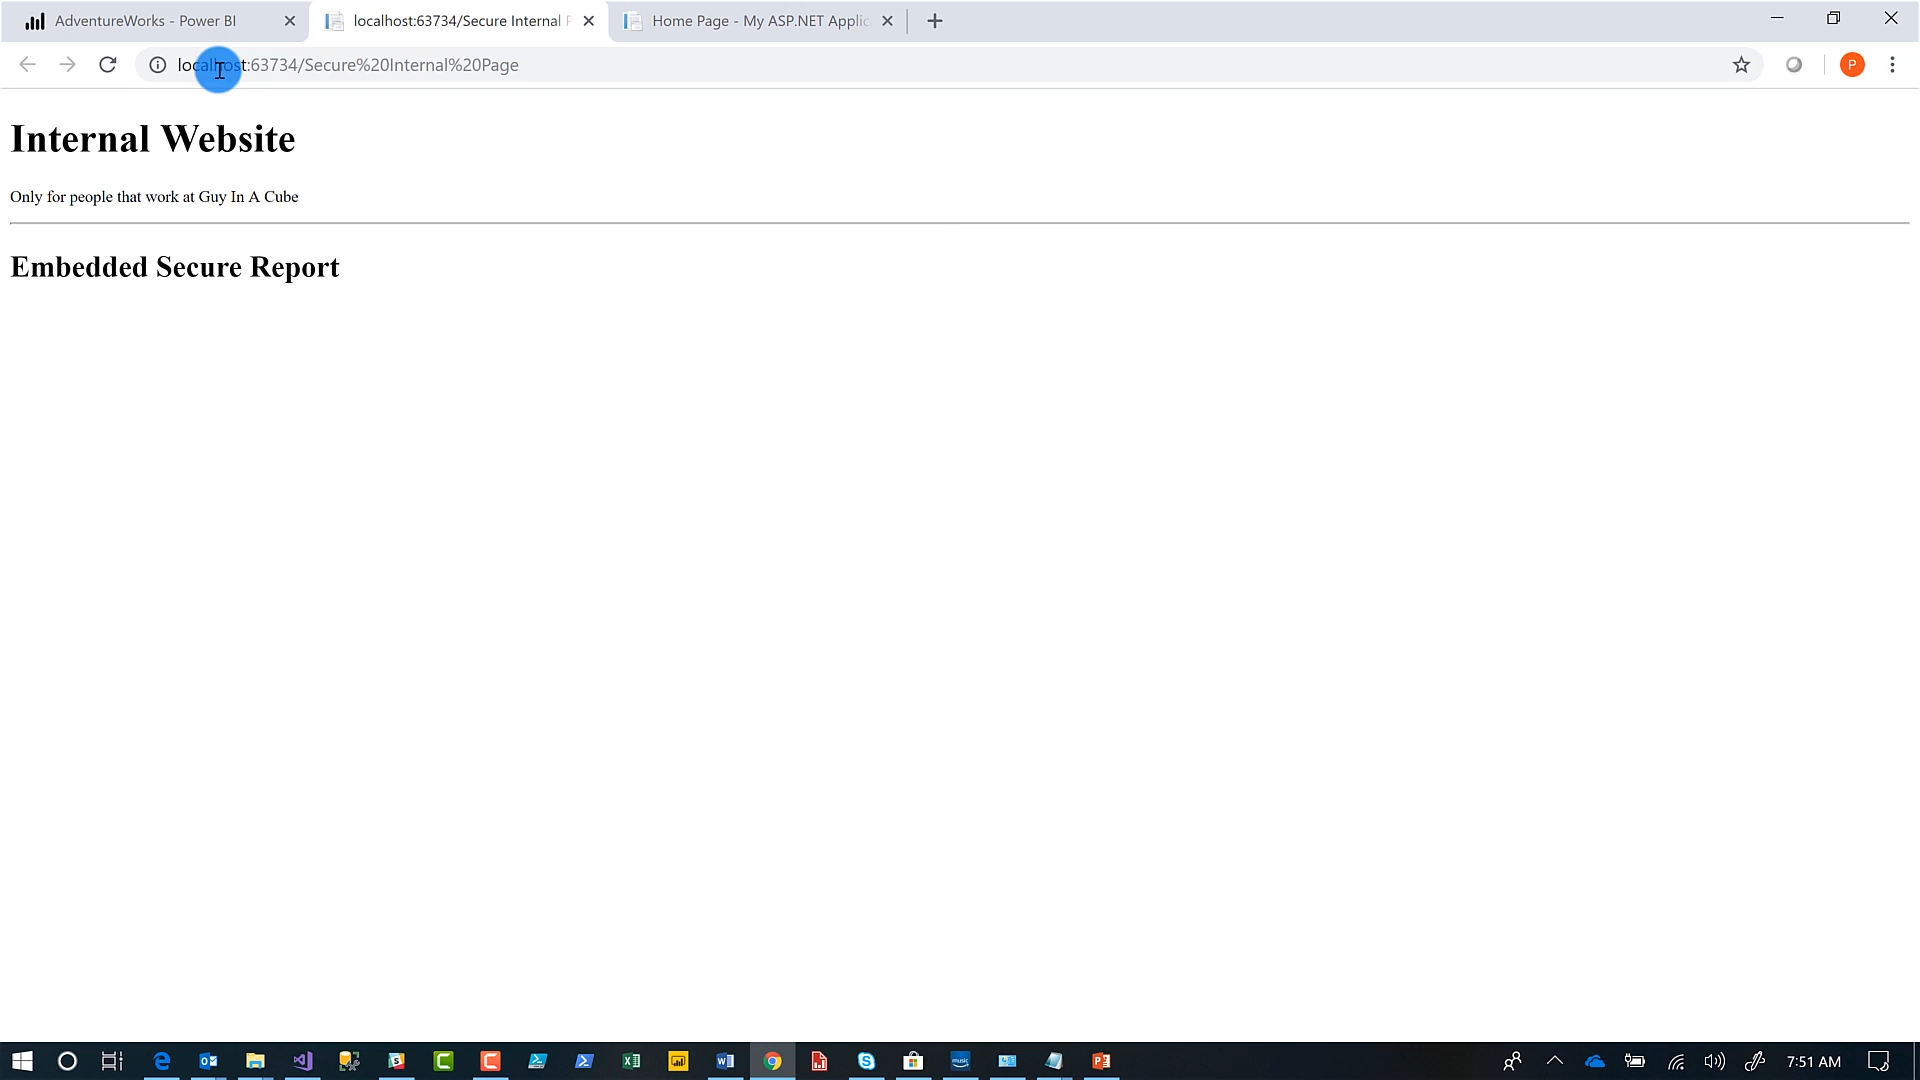 AdventureWorks - Power BI
localhost:63734/Secure Internal P
Home Page - My ASP.NET Applic
localhost:63734/Secure%20Internal%20Page
P
Internal Website
Only for people that work at Guy In A Cube
Embedded Secure Report
music
7:51 AM